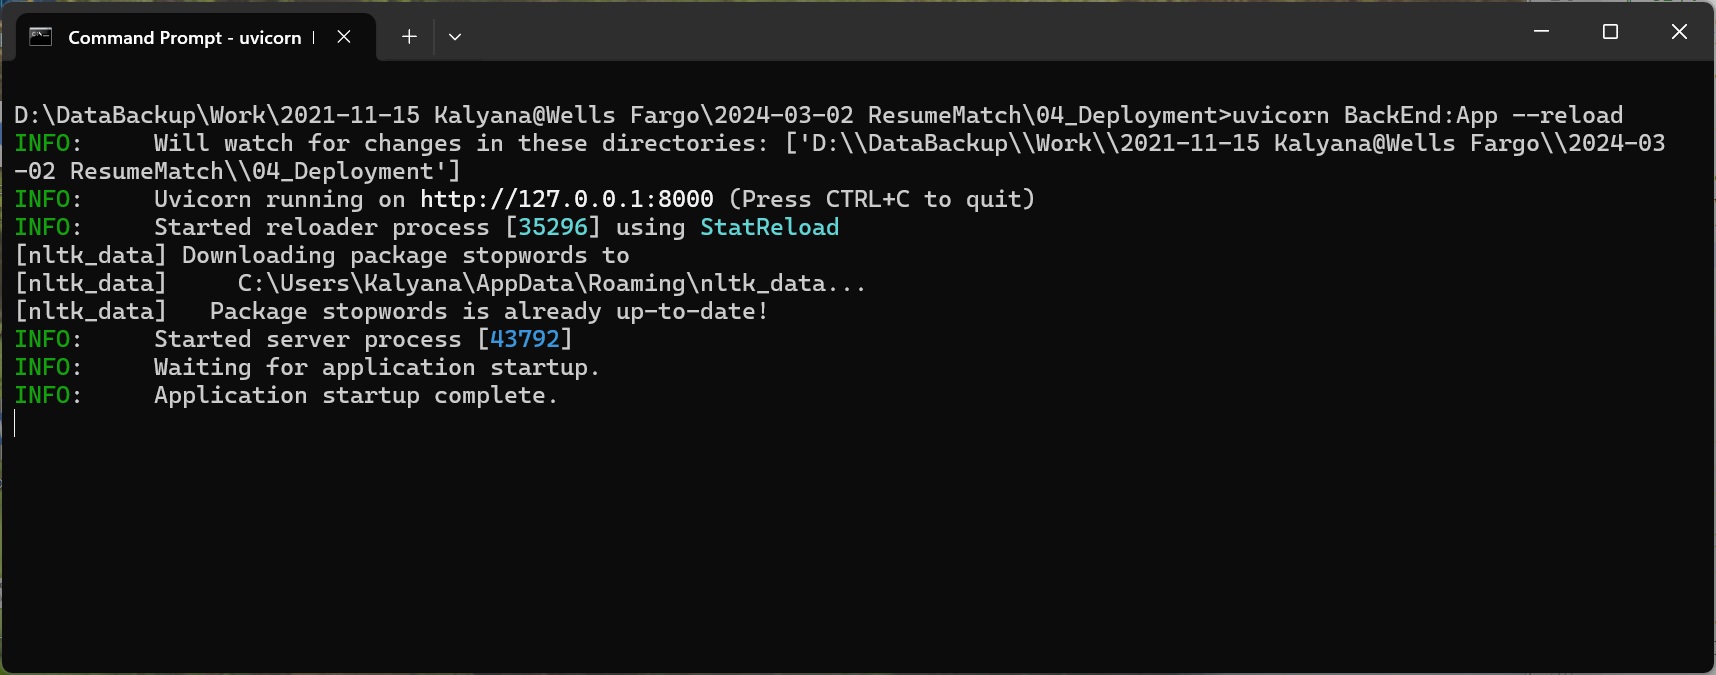 Command Prompt - uvicorn
D:\DataBackup\Work\2021-11-15 Kalyana@Wells Fargo\2024-03-02 ResumeMatch\04_Deployment>uvicorn BackEnd:App --reload
INFO:     Will watch for changes in these directories: ['D:\\DataBackup\\Work\\2021-11-15 Kalyana@Wells Fargo\\2024-03
-02 ResumeMatch\\04_Deployment']
INFO:     Uvicorn running on http://127.0.0.1:8000 (Press CTRL+C to quit)
INFO:     Started reloader process [35296] using StatReload
[nltk_data] Downloading package stopwords to
[nltk_data]     C:\Users\Kalyana\AppData\Roaming\nltk_data...
[nltk_data]   Package stopwords is already up-to-date!
INFO:     Started server process [43792]
INFO:     Waiting for application startup.
INFO:     Application startup complete.